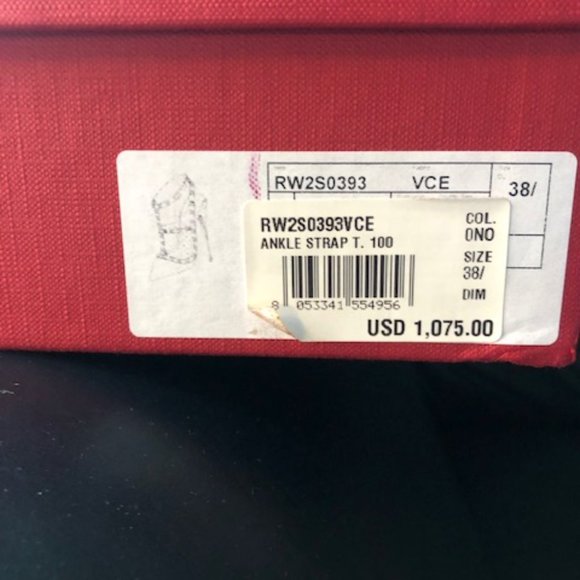 RW2S0393 VCE 38/
RW2S0393VCE COL.
ANKLE STRAP T. 100 0NO
SIZE
38/
DIM
8 053341 554956
USD 1,075.00